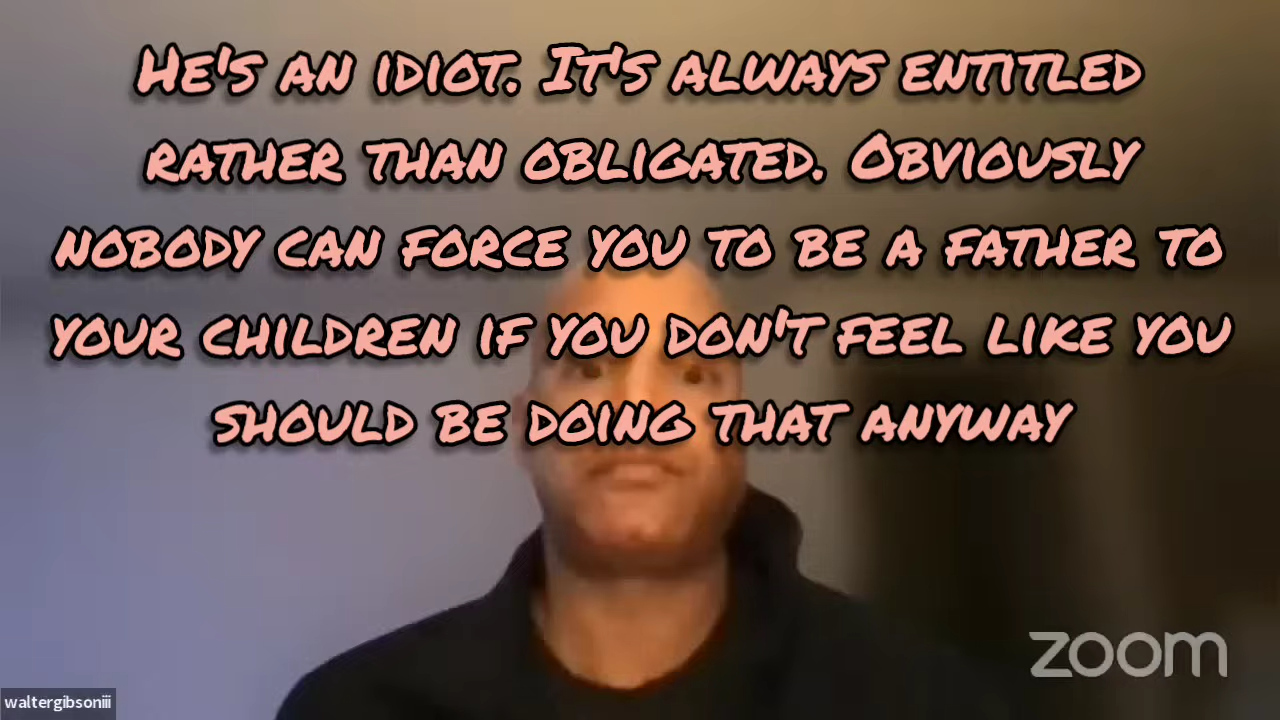 He's an idiot. It's always entitled
rather than obligated. Obviously
nobody can force you to be a father to
your children if you don't feel like you
should be doing that anyway
zoom
waltergibsoniii